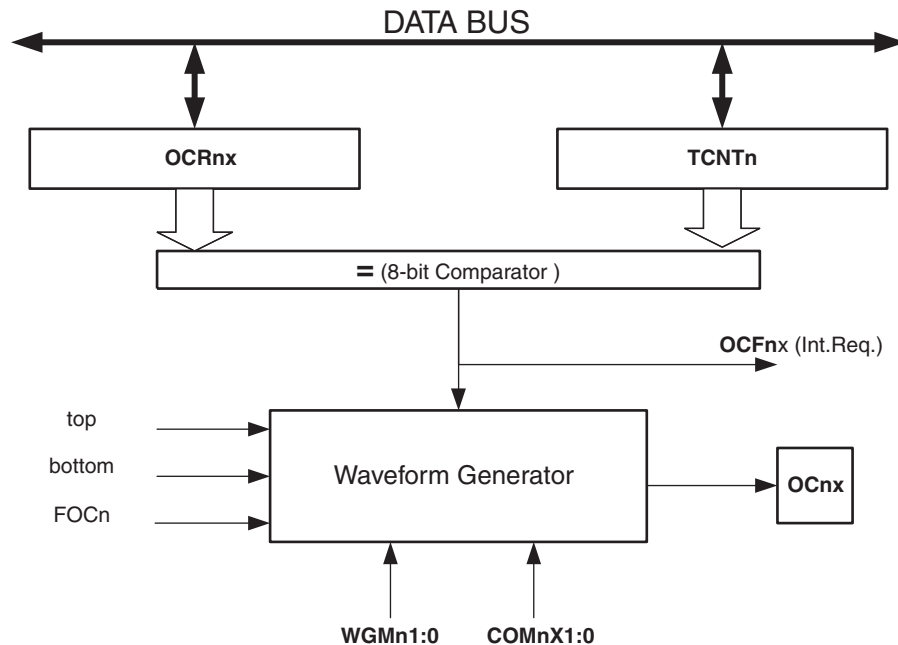 DATA BUS
OCRnx
TCNTn
= (8-bit Comparator )
OCFnx (Int.Req.)
top
bottom
FOCn
Waveform Generator
OCnx
WGMn1:0
COMnX1:0